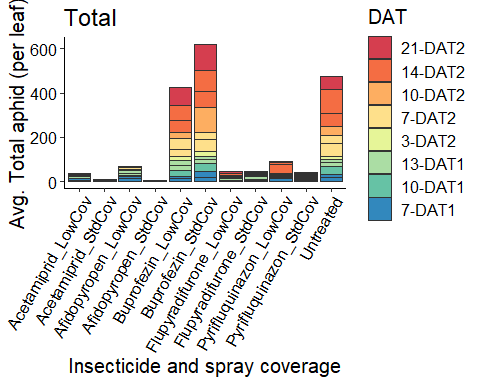 Total
Avg. Total aphid (per leaf)
600
400
200
0
Acetamiprid_LowCov
Acetamiprid_StdCov
Afidopyropen_LowCov
Afidopyropen_StdCov
Buprofezin_LowCov
Buprofezin_StdCov
Flupyradifurone_LowCov
Flupyradifurone_StdCov
Pyrifluquinazon_LowCov
Pyrifluquinazon_StdCov
Untreated
Insecticide and spray coverage
DAT
21-DAT2
14-DAT2
10-DAT2
7-DAT2
3-DAT2
13-DAT1
10-DAT1
7-DAT1